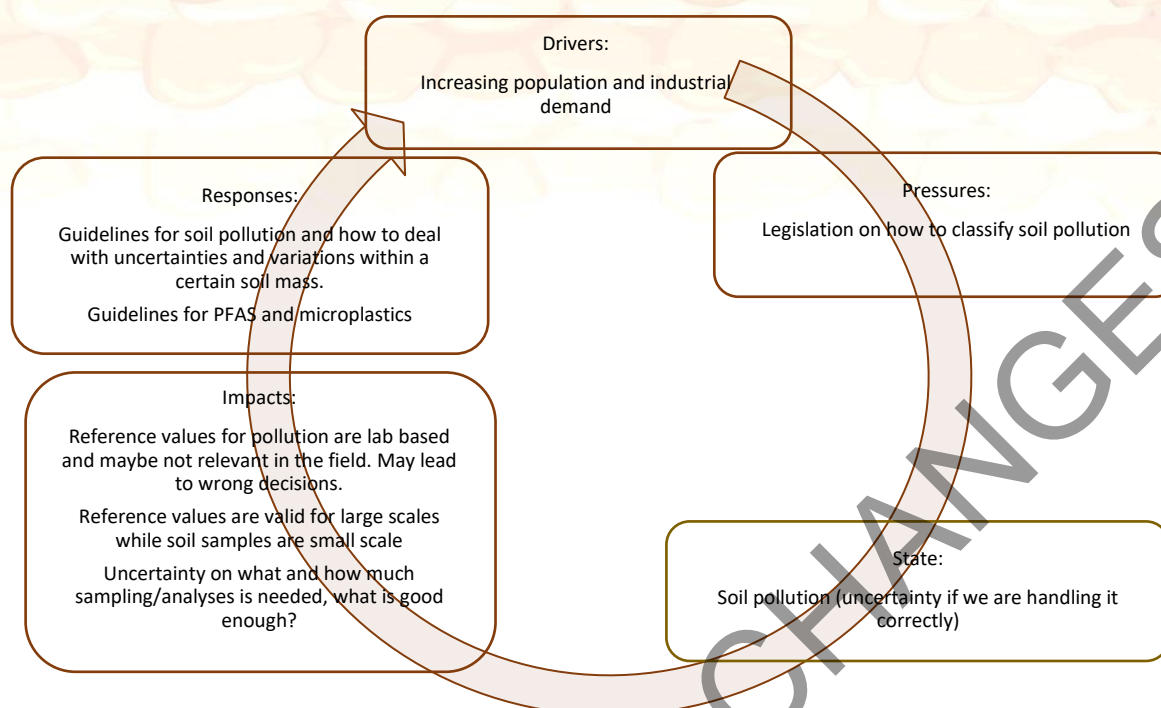 Drivers:
Increasing population and industrial
demand
Pressures:
Legislation on how to classify soil pollution
State:
Soil pollution (uncertainty if we are handling it
correctly)
Impacts:
Reference values for pollution are lab based
and maybe not relevant in the field. May lead
to wrong decisions.
Reference values are valid for large scales
while soil samples are small scale
Uncertainty on what and how much
sampling/analyses is needed, what is good
enough?
Responses:
Guidelines for soil pollution and how to deal
with uncertainties and variations within a
certain soil mass.
Guidelines for PFAS and microplastics
CHANGES